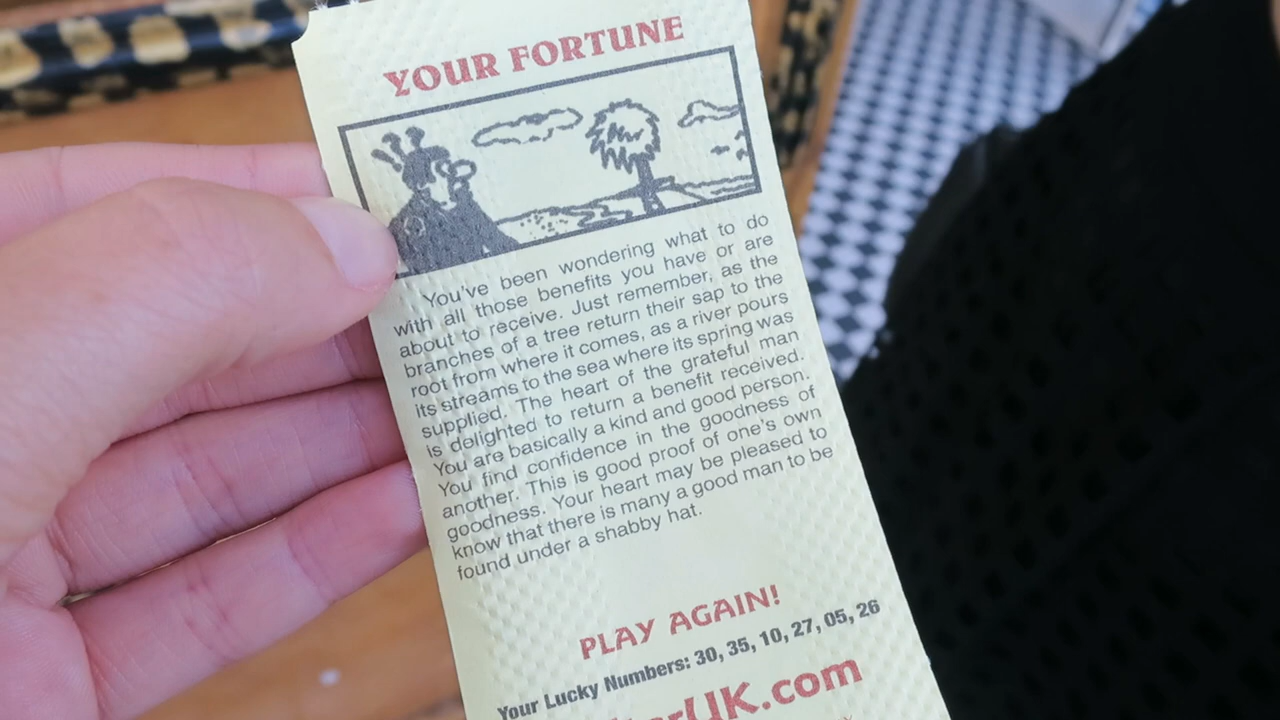 YOUR FORTUNE
You've been wondering what to do
with all those benefits you have or are
about to receive. Just remember, as the
branches of a tree return their sap to the
root from where it comes, as a river pours
its streams to the sea where its spring was
supplied. The heart of the grateful man
is delighted to return a benefit received.
You are basically a kind and good person.
You find confidence in the goodness of
another. This is good proof of one's own
goodness. Your heart may be pleased to
know that there is many a good man to be
found under a shabby hat.
PLAY AGAIN!
Your Lucky Numbers: 30, 35, 10, 27, 05, 26